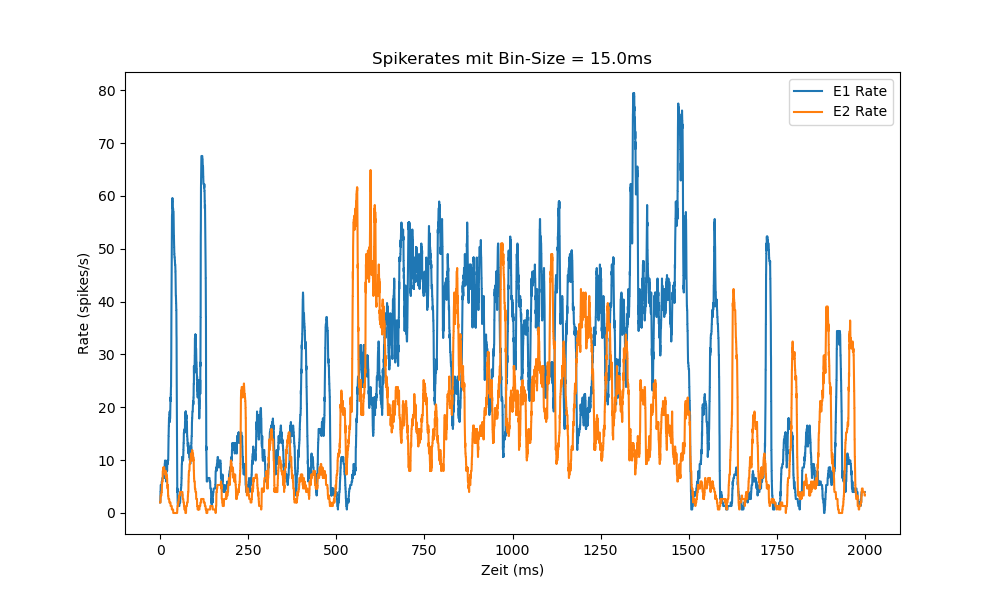 Spikerates mit Bin-Size = 15.0ms
E1 Rate
E2 Rate
80
70
60
50
40
30
20
10
0
Rate (spikes/s)
0 250 500 750 1000 1250 1500 1750 2000
Zeit (ms)